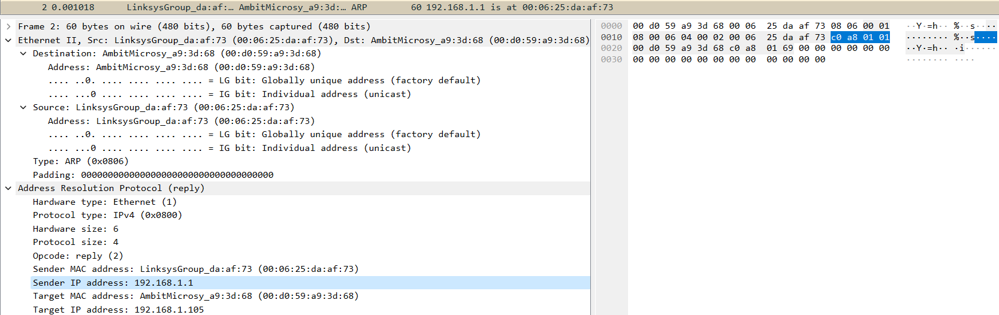 2 0.001018 LinksysGroup_da:af:… AmbitMicrosy_a9:3d:… ARP 60 192.168.1.1 is at 00:06:25:da:af:73
Frame 2: 60 bytes on wire (480 bits), 60 bytes captured (480 bits)
Ethernet II, Src: LinksysGroup_da:af:73 (00:06:25:da:af:73), Dst: AmbitMicrosy_a9:3d:68 (00:d0:59:a9:3d:68)
Destination: AmbitMicrosy_a9:3d:68 (00:d0:59:a9:3d:68)
Address: AmbitMicrosy_a9:3d:68 (00:d0:59:a9:3d:68)
.... ..0. .... .... .... .... = LG bit: Globally unique address (factory default)
.... ...0 .... .... .... .... = IG bit: Individual address (unicast)
Source: LinksysGroup_da:af:73 (00:06:25:da:af:73)
Address: LinksysGroup_da:af:73 (00:06:25:da:af:73)
.... ..0. .... .... .... .... = LG bit: Globally unique address (factory default)
.... ...0 .... .... .... .... = IG bit: Individual address (unicast)
Type: ARP (0x0806)
Padding: 000000000000000000000000000000000000
Address Resolution Protocol (reply)
Hardware type: Ethernet (1)
Protocol type: IPv4 (0x0800)
Hardware size: 6
Protocol size: 4
Opcode: reply (2)
Sender MAC address: LinksysGroup_da:af:73 (00:06:25:da:af:73)
Sender IP address: 192.168.1.1
Target MAC address: AmbitMicrosy_a9:3d:68 (00:d0:59:a9:3d:68)
Target IP address: 192.168.1.105
0000 00 d0 59 a9 3d 68 00 06 25 da af 73 08 06 00 01 ··Y·=h·· %··s····
0010 08 00 06 04 00 02 00 06 25 da af 73 c0 a8 01 01 ········ %··s····
0020 00 d0 59 a9 3d 68 c0 a8 01 69 00 00 00 00 00 00 ··Y·=h·· ·i······
0030 00 00 00 00 00 00 00 00 00 00 00 00 ········ ····